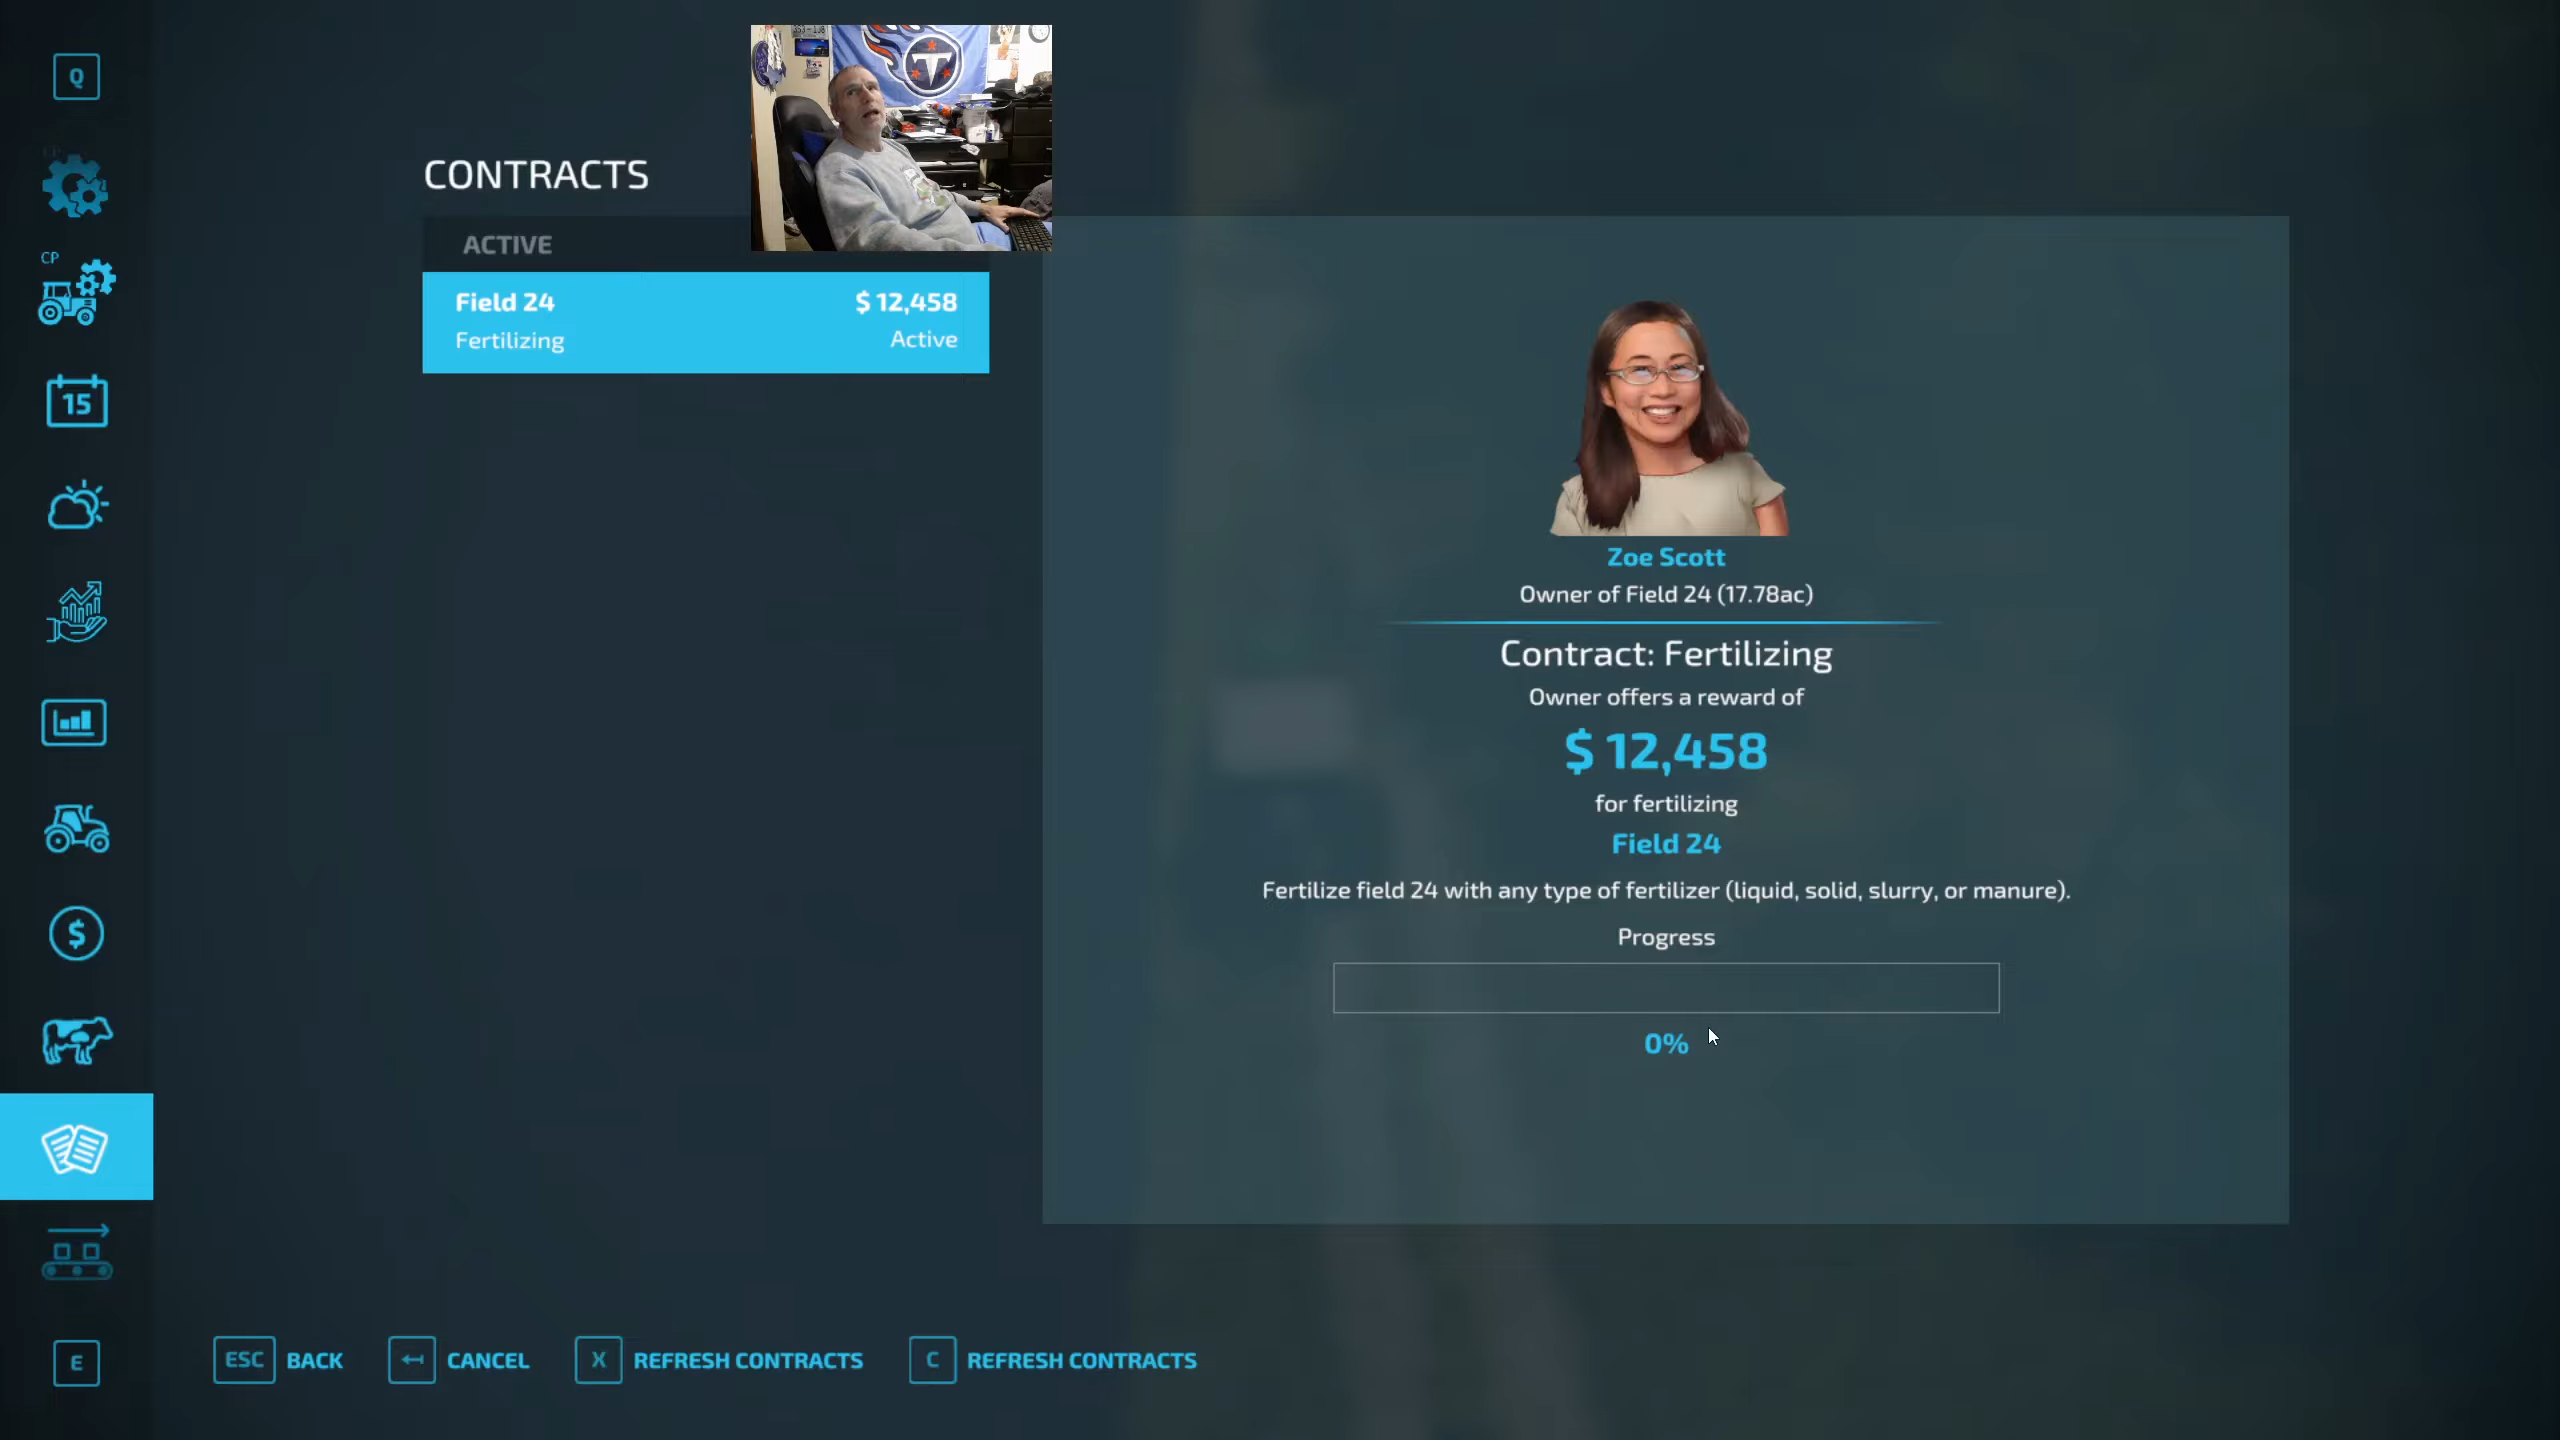 Q
CP
CP
15
$
E
CONTRACTS
ACTIVE
Field 24
$ 12,458
Fertilizing
Active
Zoe Scott
Owner of Field 24 (17.78ac)
Contract: Fertilizing
Owner offers a reward of
$ 12,458
for fertilizing
Field 24
Fertilize field 24 with any type of fertilizer (liquid, solid, slurry, or manure).
Progress
0%
ESC BACK
CANCEL
X REFRESH CONTRACTS
C REFRESH CONTRACTS